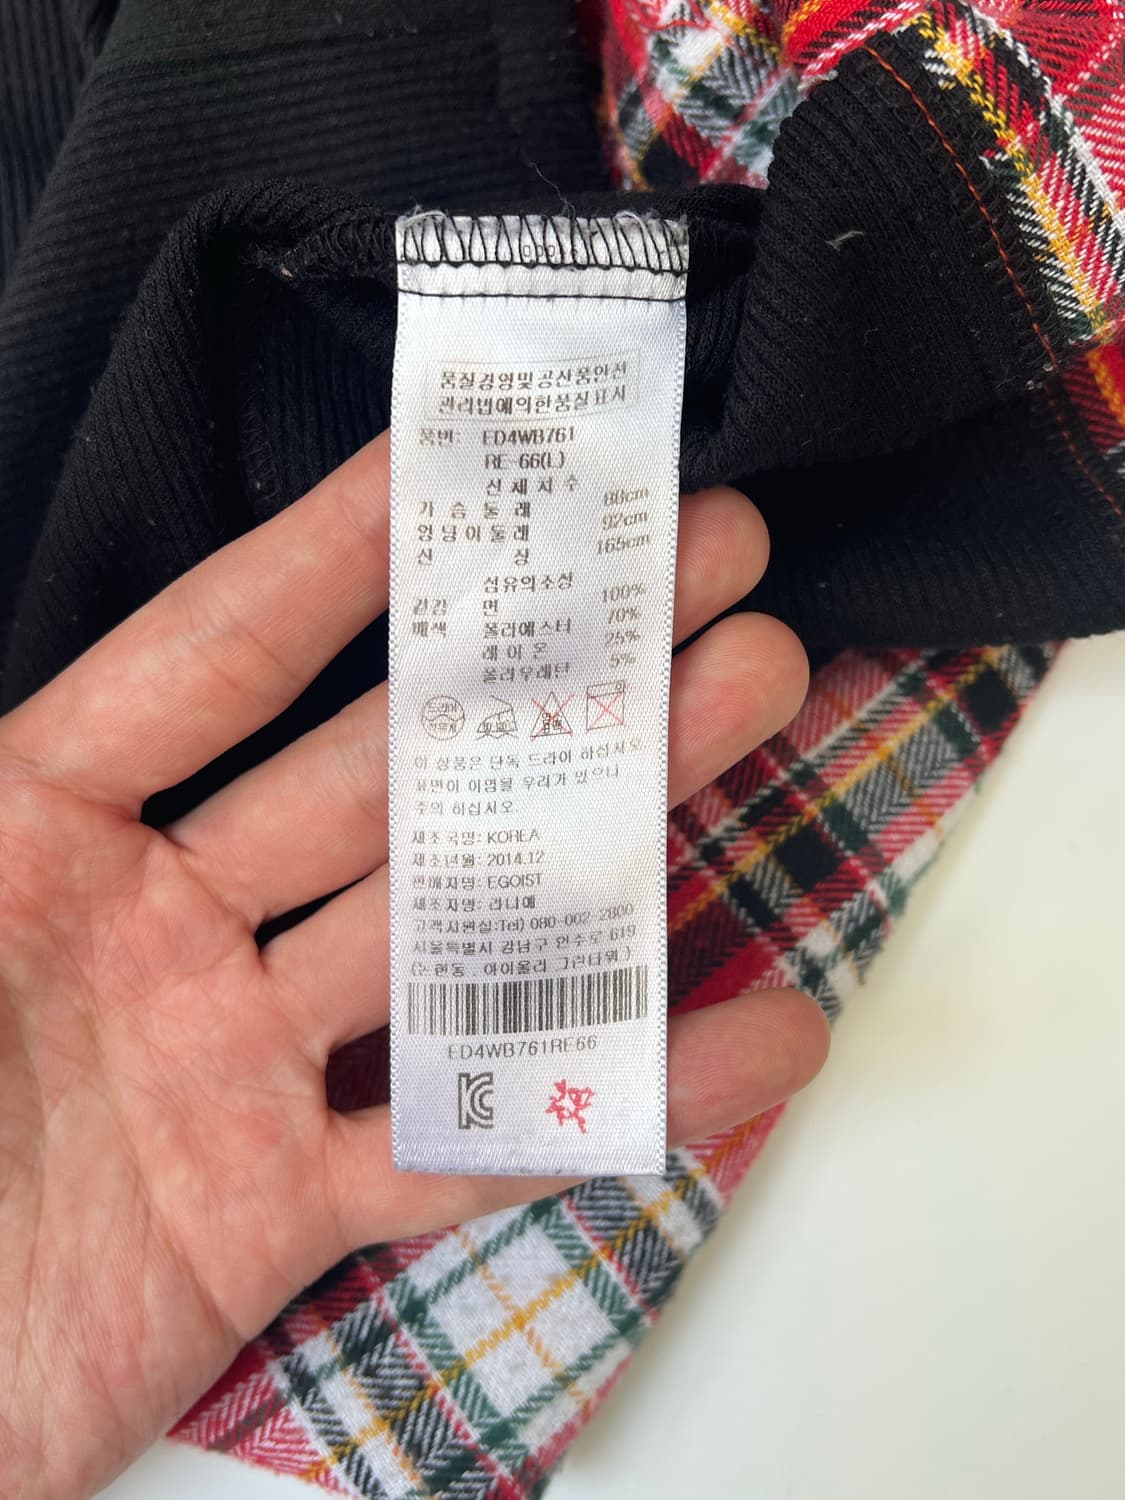 품질경영및공산품안전
관리법에의한품질표시
품번: ED4WB761
RE-66(L)
신체치수
가슴둘레 88cm
엉덩이둘레 92cm
신장 165cm
섬유의조성
겉감 면 100%
배색 폴리에스터 70%
레이온 25%
폴리우레탄 5%
드라이
이 상품은 단독 드라이 하십시오.
표면이 이염될 우려가 있으니
주의 하십시오.
제조국명: KOREA
제조년월: 2014.12
판매자명: EGOIST
제조자명: 라니에
고객지원실:Tel) 080-002-2800
서울특별시 강남구 언주로 619
(논현동, 아이올리 그린타워)
ED4WB761RE66